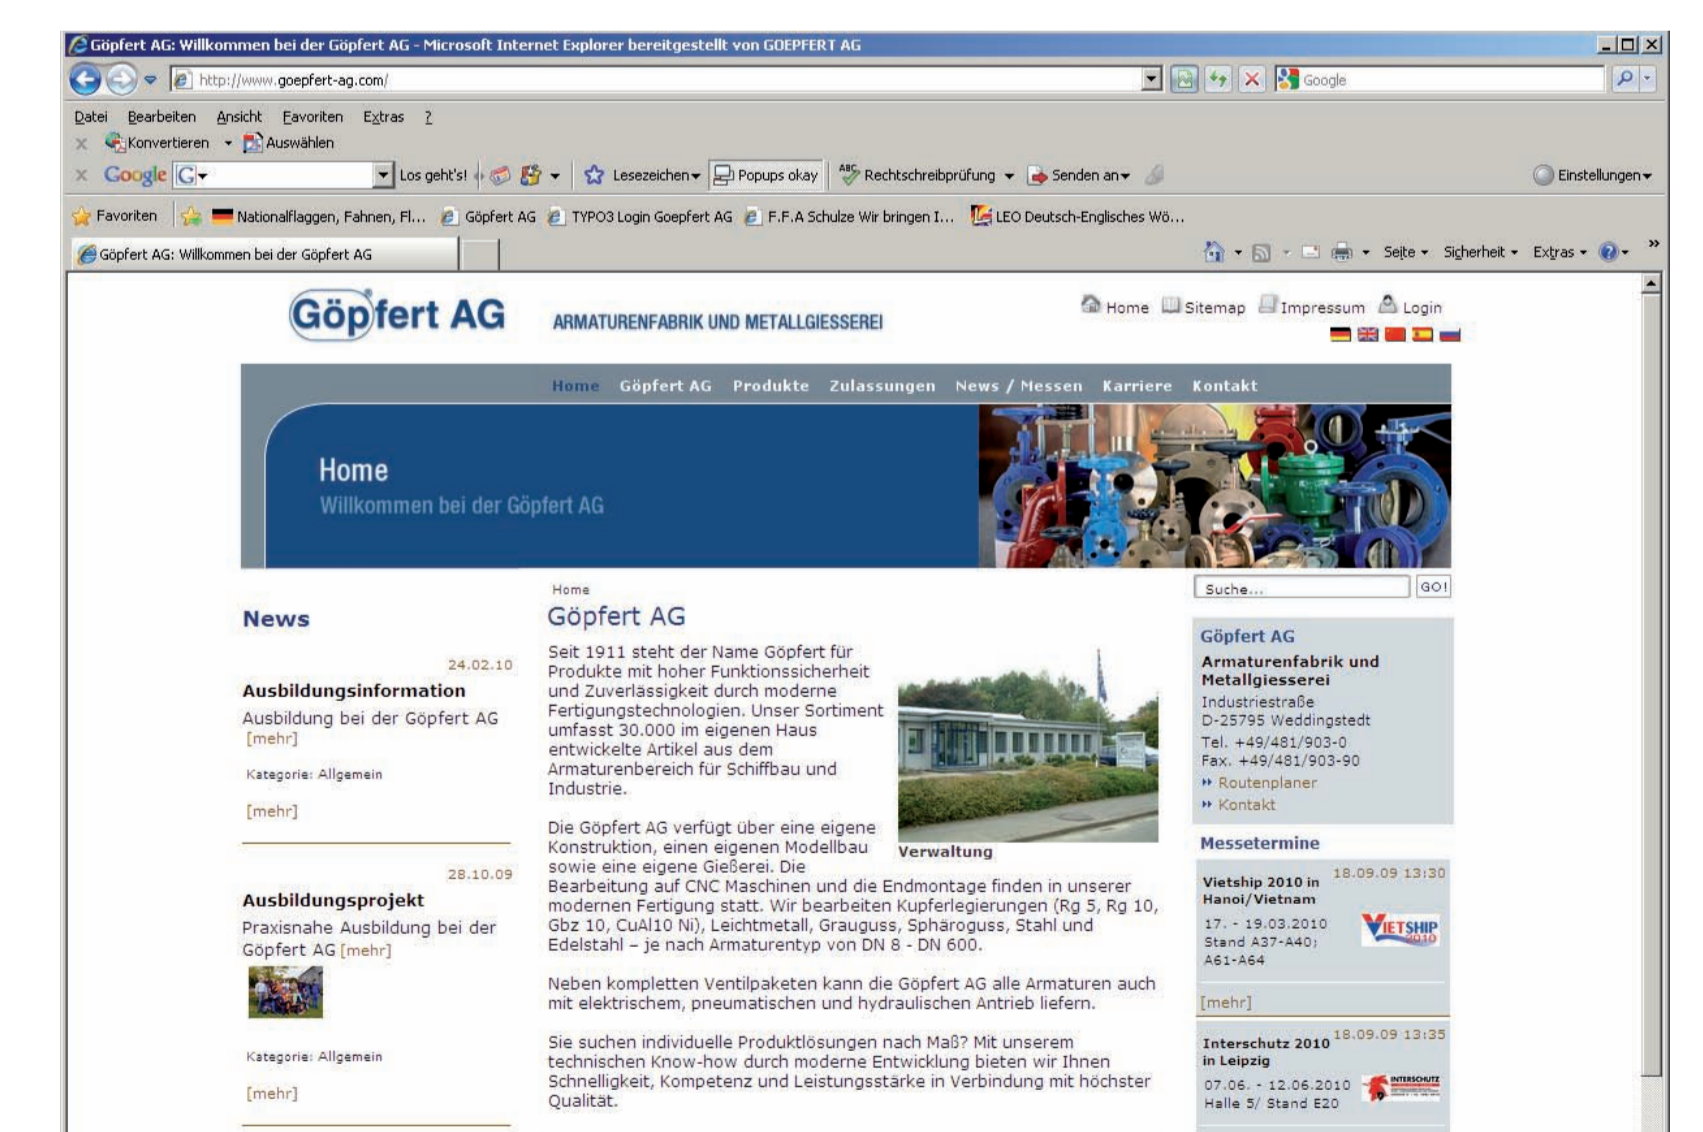 Göpfert AG: Willkommen bei der Göpfert AG - Microsoft Internet Explorer bereitgestellt von GOEPFERT AG
http://www.goepfert-ag.com/
Google
Datei Bearbeiten Ansicht Favoriten Extras ?
Konvertieren Auswählen
Google G Los geht's! Lesezeichen Popups okay ABC Rechtschreibprüfung Senden an Einstellungen
Favoriten Nationalflaggen, Fahnen, Fl... Göpfert AG TYPO3 Login Goepfert AG F.F.A Schulze Wir bringen I... LEO Deutsch-Englisches Wö...
Göpfert AG: Willkommen bei der Göpfert AG
Seite Sicherheit Extras ? »
Göpfert AG®
ARMATURENFABRIK UND METALLGIESSEREI
Home Sitemap Impressum Login
Home Göpfert AG Produkte Zulassungen News / Messen Karriere Kontakt
Home
Willkommen bei der Göpfert AG
News
24.02.10
Ausbildungsinformation
Ausbildung bei der Göpfert AG
[mehr]
Kategorie: Allgemein
[mehr]
28.10.09
Ausbildungsprojekt
Praxisnahe Ausbildung bei der
Göpfert AG [mehr]
Kategorie: Allgemein
[mehr]
Home
Göpfert AG
Seit 1911 steht der Name Göpfert für
Produkte mit hoher Funktionssicherheit
und Zuverlässigkeit durch moderne
Fertigungstechnologien. Unser Sortiment
umfasst 30.000 im eigenen Haus
entwickelte Artikel aus dem
Armaturenbereich für Schiffbau und
Industrie.
Verwaltung
Die Göpfert AG verfügt über eine eigene
Konstruktion, einen eigenen Modellbau
sowie eine eigene Gießerei. Die
Bearbeitung auf CNC Maschinen und die Endmontage finden in unserer
modernen Fertigung statt. Wir bearbeiten Kupferlegierungen (Rg 5, Rg 10,
Gbz 10, CuAl10 Ni), Leichtmetall, Grauguss, Sphäroguss, Stahl und
Edelstahl – je nach Armaturentyp von DN 8 - DN 600.
Neben kompletten Ventilpaketen kann die Göpfert AG alle Armaturen auch
mit elektrischem, pneumatischen und hydraulischen Antrieb liefern.
Sie suchen individuelle Produktlösungen nach Maß? Mit unserem
technischen Know-how durch moderne Entwicklung bieten wir Ihnen
Schnelligkeit, Kompetenz und Leistungsstärke in Verbindung mit höchster
Qualität.
Suche... GO!
Göpfert AG
Armaturenfabrik und
Metallgiesserei
Industriestraße
D-25795 Weddingstedt
Tel. +49/481/903-0
Fax. +49/481/903-90
» Routenplaner
» Kontakt
Messetermine
18.09.09 13:30
Vietship 2010 in
Hanoi/Vietnam
17. - 19.03.2010
Stand A37-A40;
A61-A64
VIETSHIP
2010
[mehr]
18.09.09 13:35
Interschutz 2010
in Leipzig
07.06. - 12.06.2010
Halle 5/ Stand E20
INTERSCHUTZ